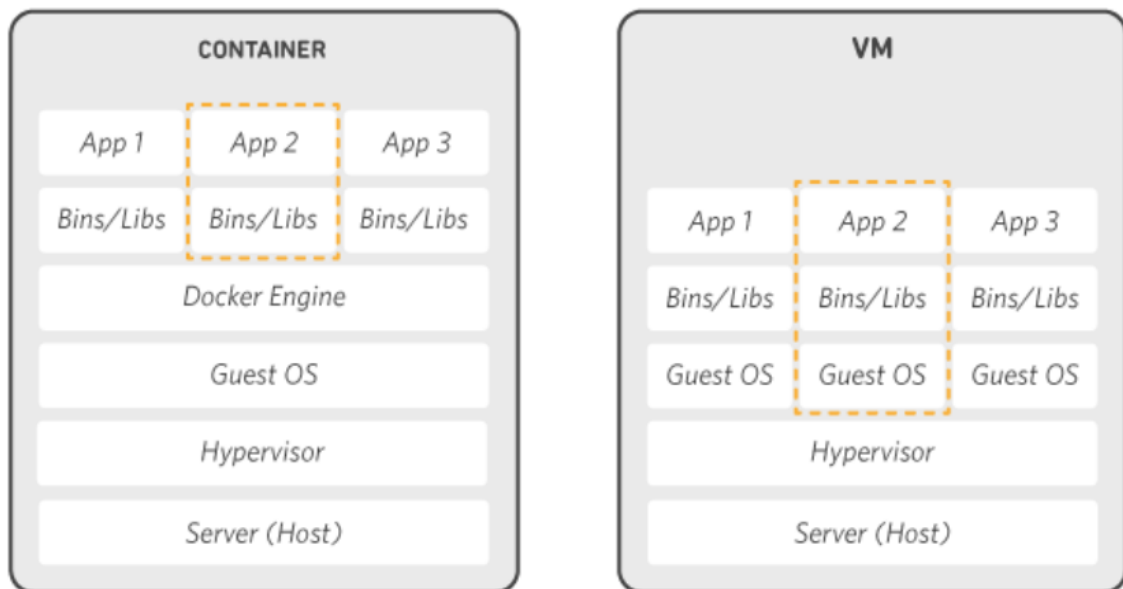 CONTAINER
App 1 App 2 App 3
Bins/Libs Bins/Libs Bins/Libs
Docker Engine
Guest OS
Hypervisor
Server (Host)
VM
App 1 App 2 App 3
Bins/Libs Bins/Libs Bins/Libs
Guest OS Guest OS Guest OS
Hypervisor
Server (Host)